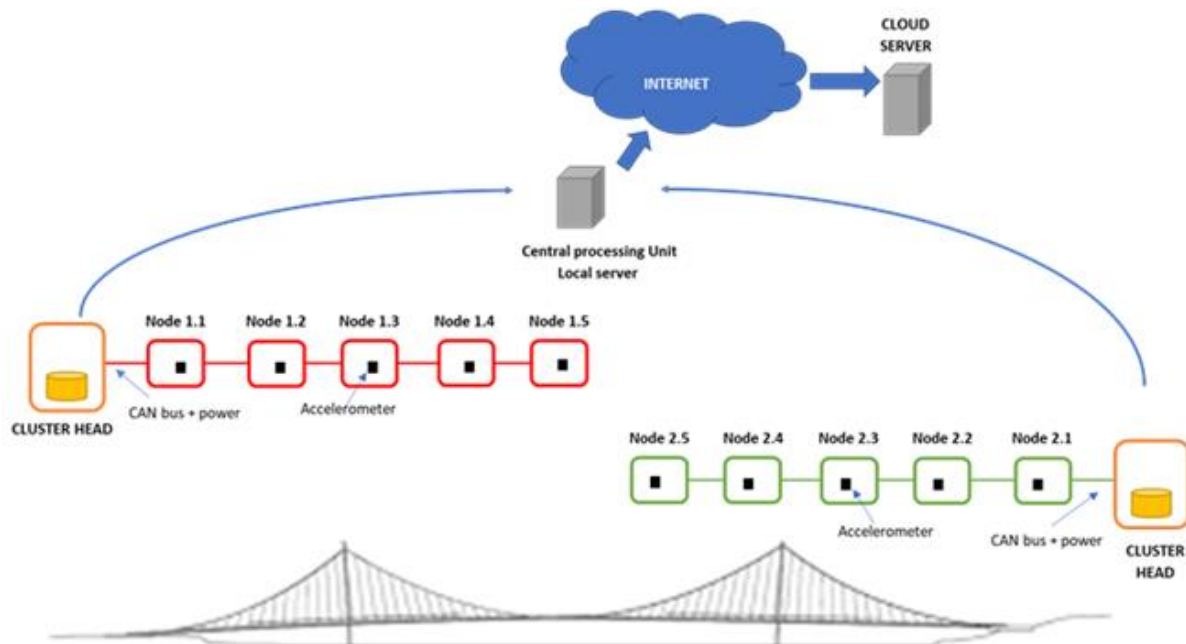 CLOUD
SERVER
INTERNET
Central processing Unit
Local server
Node 1.1
Node 1.2
Node 1.3
Node 1.4
Node 1.5
CAN bus + power
Accelerometer
CLUSTER HEAD
Node 2.5
Node 2.4
Node 2.3
Node 2.2
Node 2.1
Accelerometer
CAN bus + power
CLUSTER
HEAD